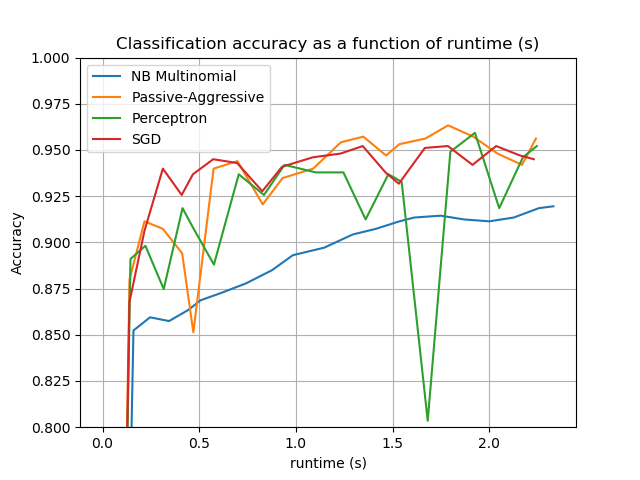 Classification accuracy as a function of runtime (s)
1.000
0.975
0.950
0.925
0.900
0.875
0.850
0.825
0.800
Accuracy
NB Multinomial
Passive-Aggressive
Perceptron
SGD
0.0 0.5 1.0 1.5 2.0
runtime (s)